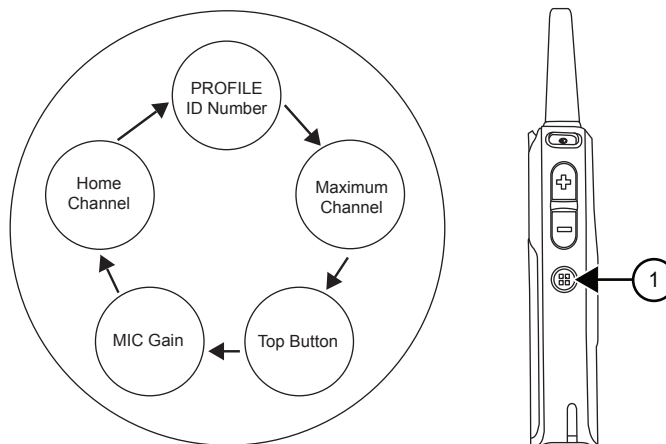 PROFILE
ID Number
Home
Channel
Maximum
Channel
MIC Gain
Top Button
1